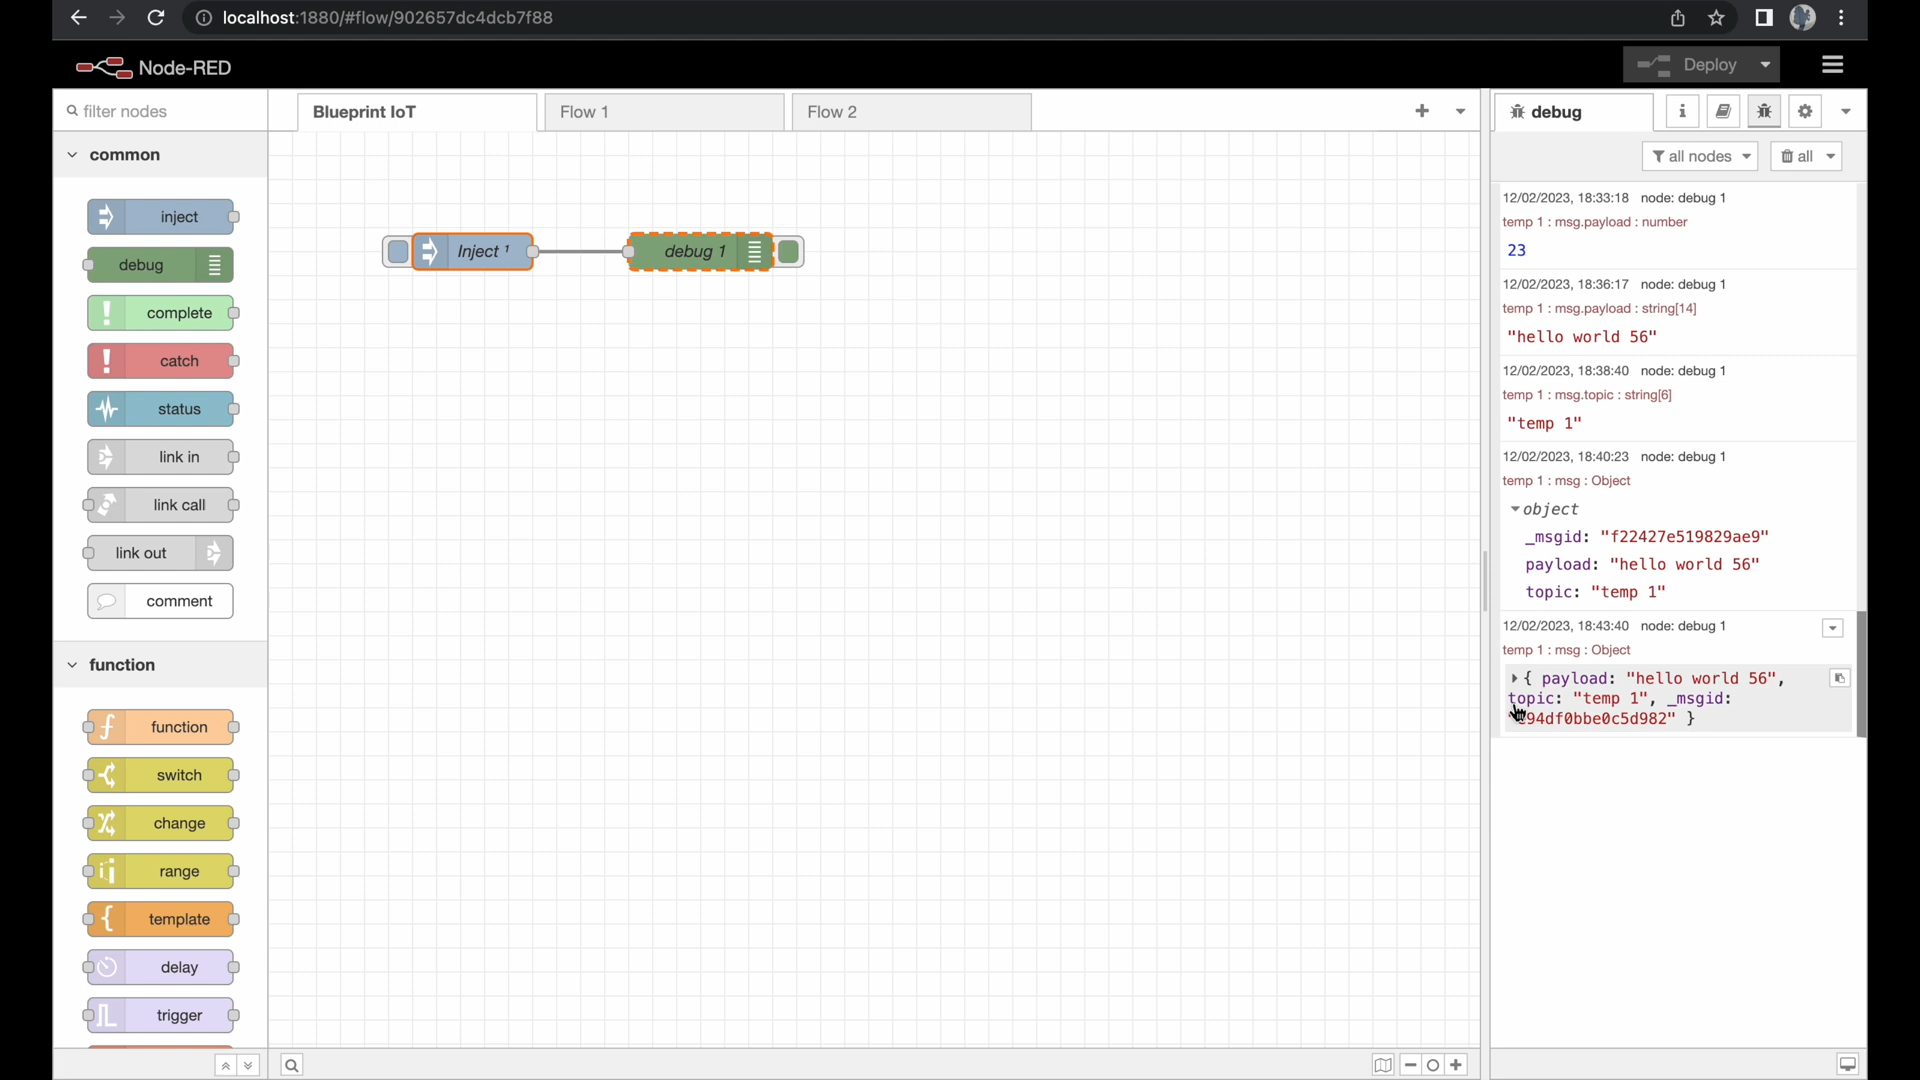 localhost:1880/#flow/902657dc4dcb7f88
Node-RED
Deploy
filter nodes
Blueprint IoT
Flow 1
Flow 2
debug
i
all nodes
all
common
inject
debug
complete
catch
status
link in
link call
link out
comment
function
function
switch
change
range
template
delay
trigger
Inject ¹
debug 1
12/02/2023, 18:33:18 node: debug 1
temp 1 : msg.payload : number
23
12/02/2023, 18:36:17 node: debug 1
temp 1 : msg.payload : string[14]
"hello world 56"
12/02/2023, 18:38:40 node: debug 1
temp 1 : msg.topic : string[6]
"temp 1"
12/02/2023, 18:40:23 node: debug 1
temp 1 : msg : Object
object
_msgid: "f22427e519829ae9"
payload: "hello world 56"
topic: "temp 1"
12/02/2023, 18:43:40 node: debug 1
temp 1 : msg : Object
{ payload: "hello world 56",
topic: "temp 1", _msgid:
}